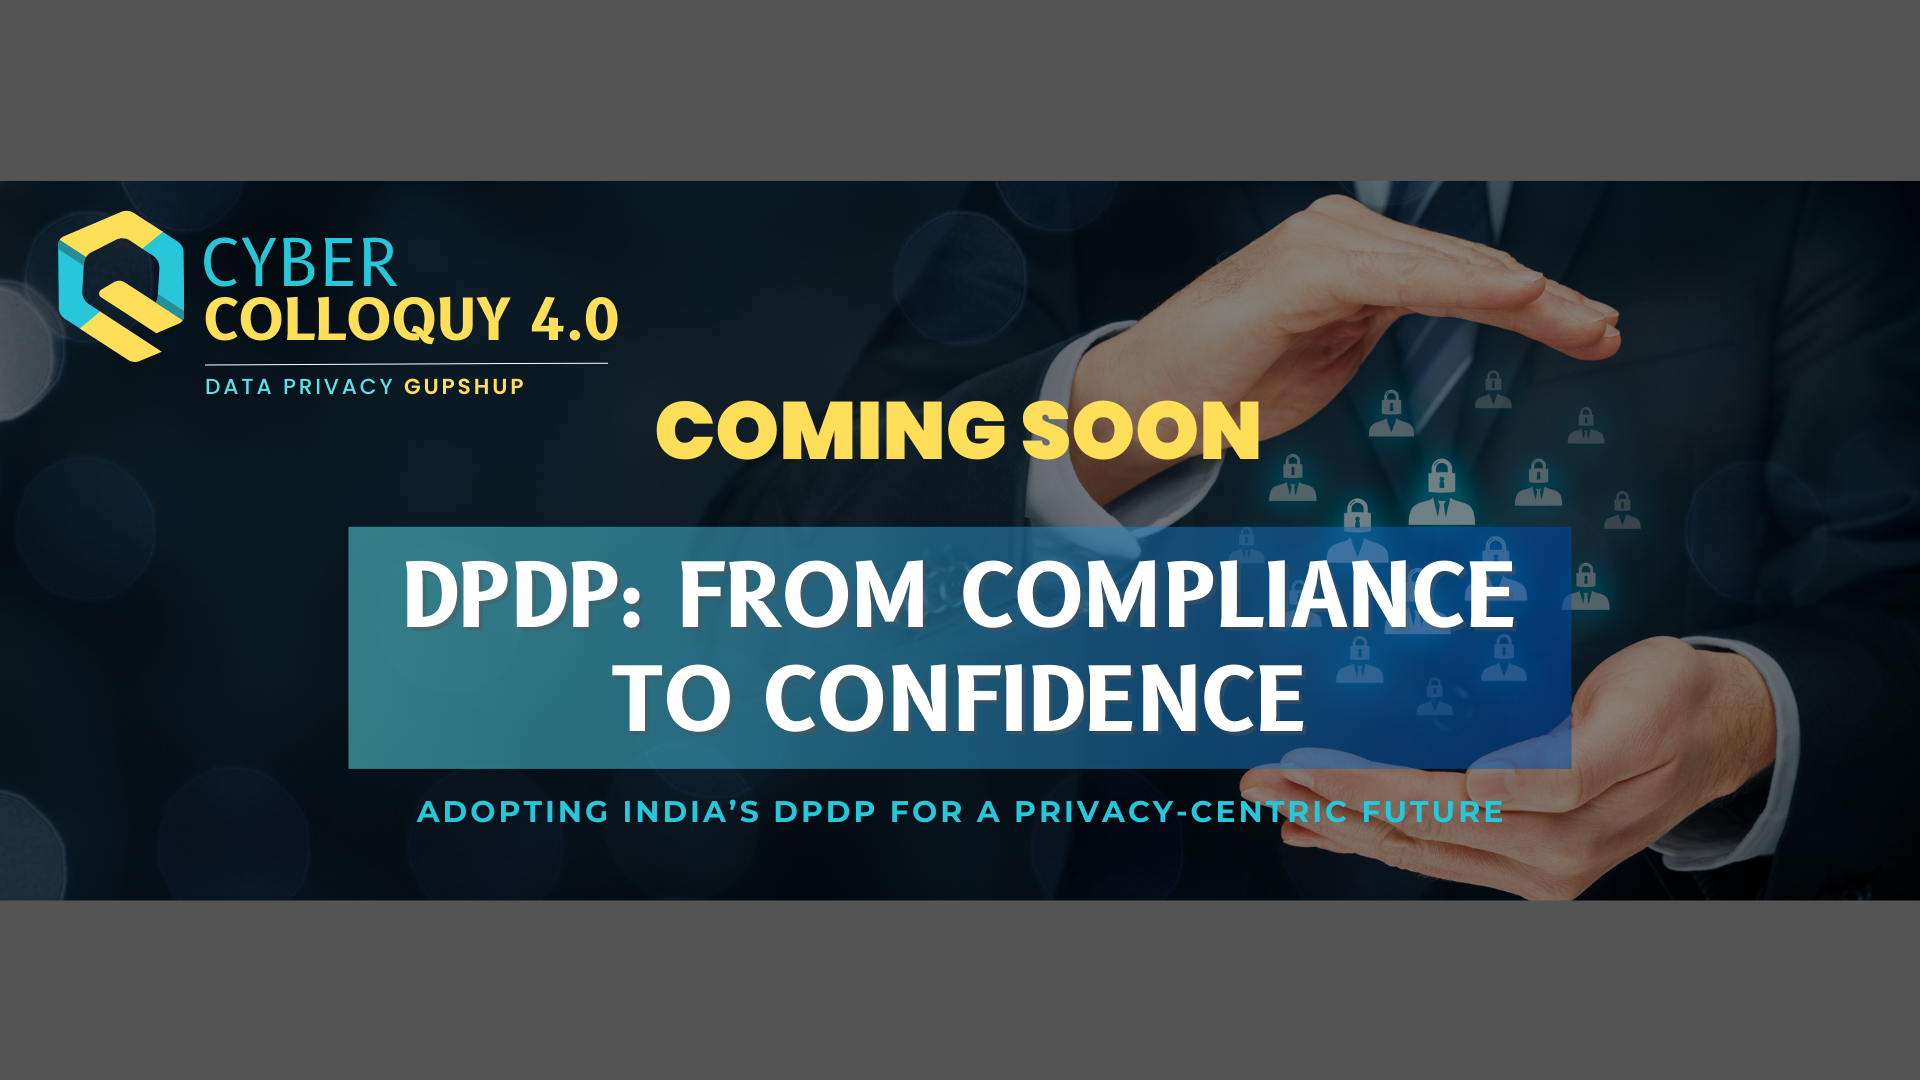 CYBER
COLLOQUY 4.0
DATA PRIVACY GUPSHUP
COMING SOON
DPDP: FROM COMPLIANCE
TO CONFIDENCE
ADOPTING INDIA’S DPDP FOR A PRIVACY-CENTRIC FUTURE